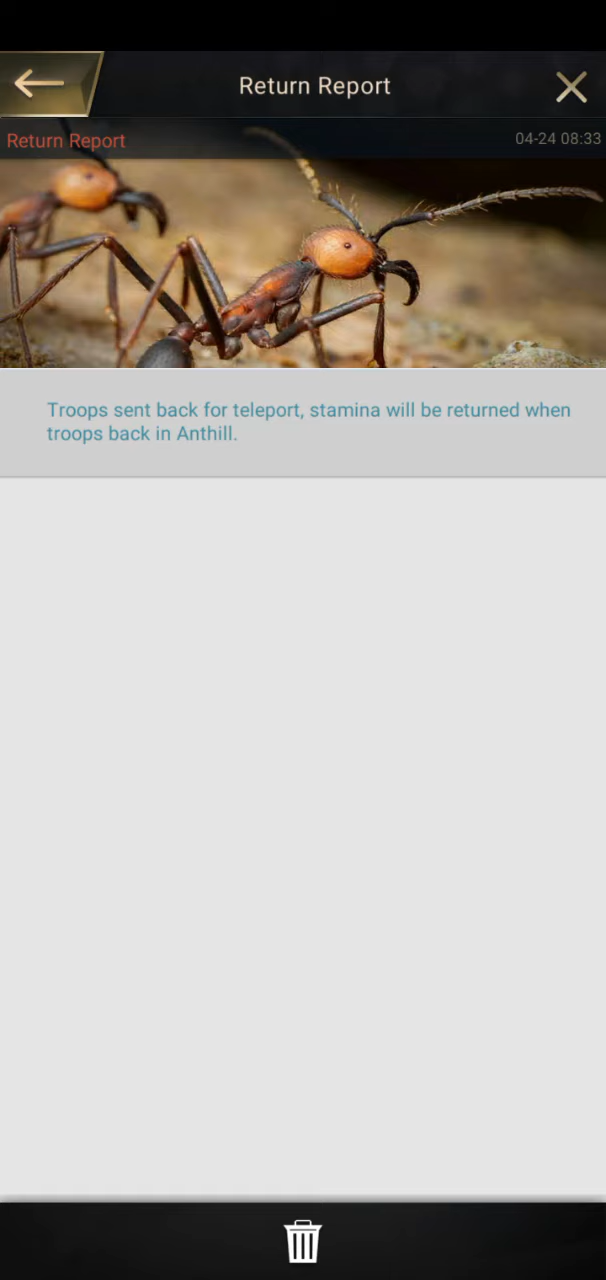 Return Report
Return Report
04-24 08:33
Troops sent back for teleport, stamina will be returned when
troops back in Anthill.